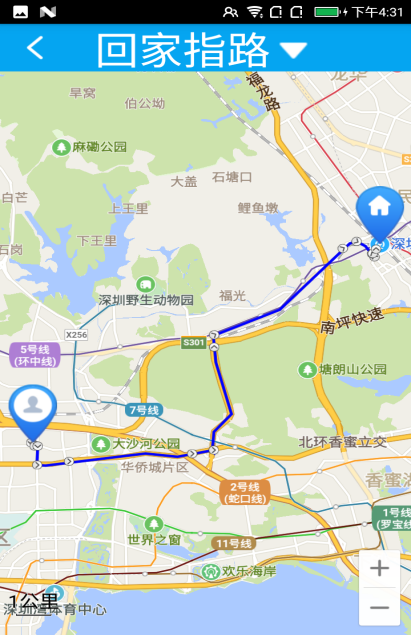 下午4:31
回家指路
福龙路
龙华
旱窝
伯公坳
麻磡公园
S3
大盖
石塘口
白芒
上王里
鲤鱼墩
民
下王里
深圳
石岗
深圳野生动物园
福光
南坪快速
X256
S301
5号线
(环中线)
塘朗山公园
7号线
大沙河公园
北环香蜜立交
华侨城片区
香蜜湖
2号线
(蛇口线)
1号线
(罗宝线
区
世界之窗
11号线
欢乐海岸
+
1公里
深圳湾体育中心
−